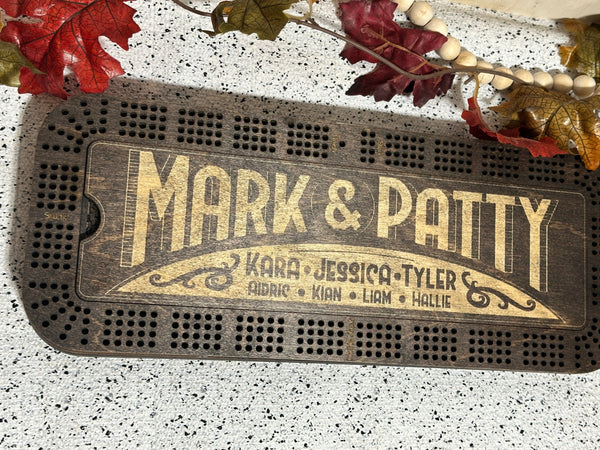 MARK & PATTY
KARA • JESSICA • TYLER
AIDRIC • KIAN • LIAM • HALLIE